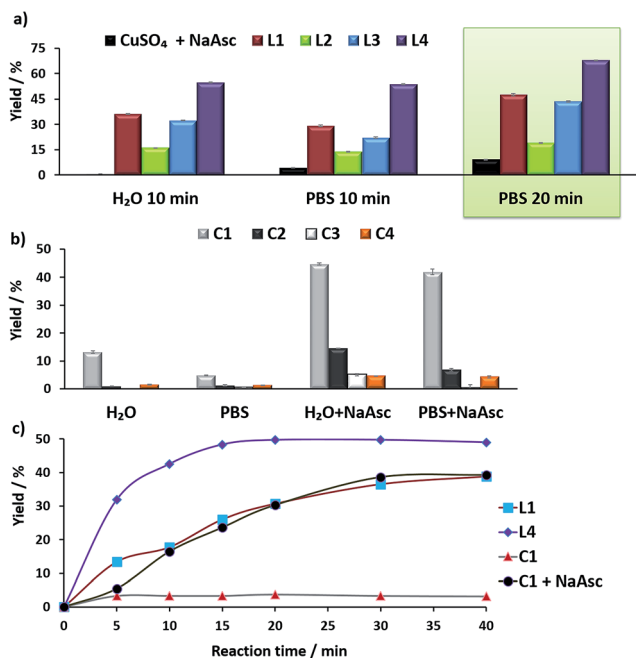 a)
CuSO₄ + NaAsc L1 L2 L3 L4
Yield / %
75
60
45
30
15
0
H₂O 10 min PBS 10 min PBS 20 min
b)
C1 C2 C3 C4
Yield / %
50
40
30
20
10
0
H₂O PBS H₂O+NaAsc PBS+NaAsc
c)
Yield / %
50
40
30
20
10
0
0 5 10 15 20 25 30 35 40
Reaction time / min
L1
L4
C1
C1 + NaAsc